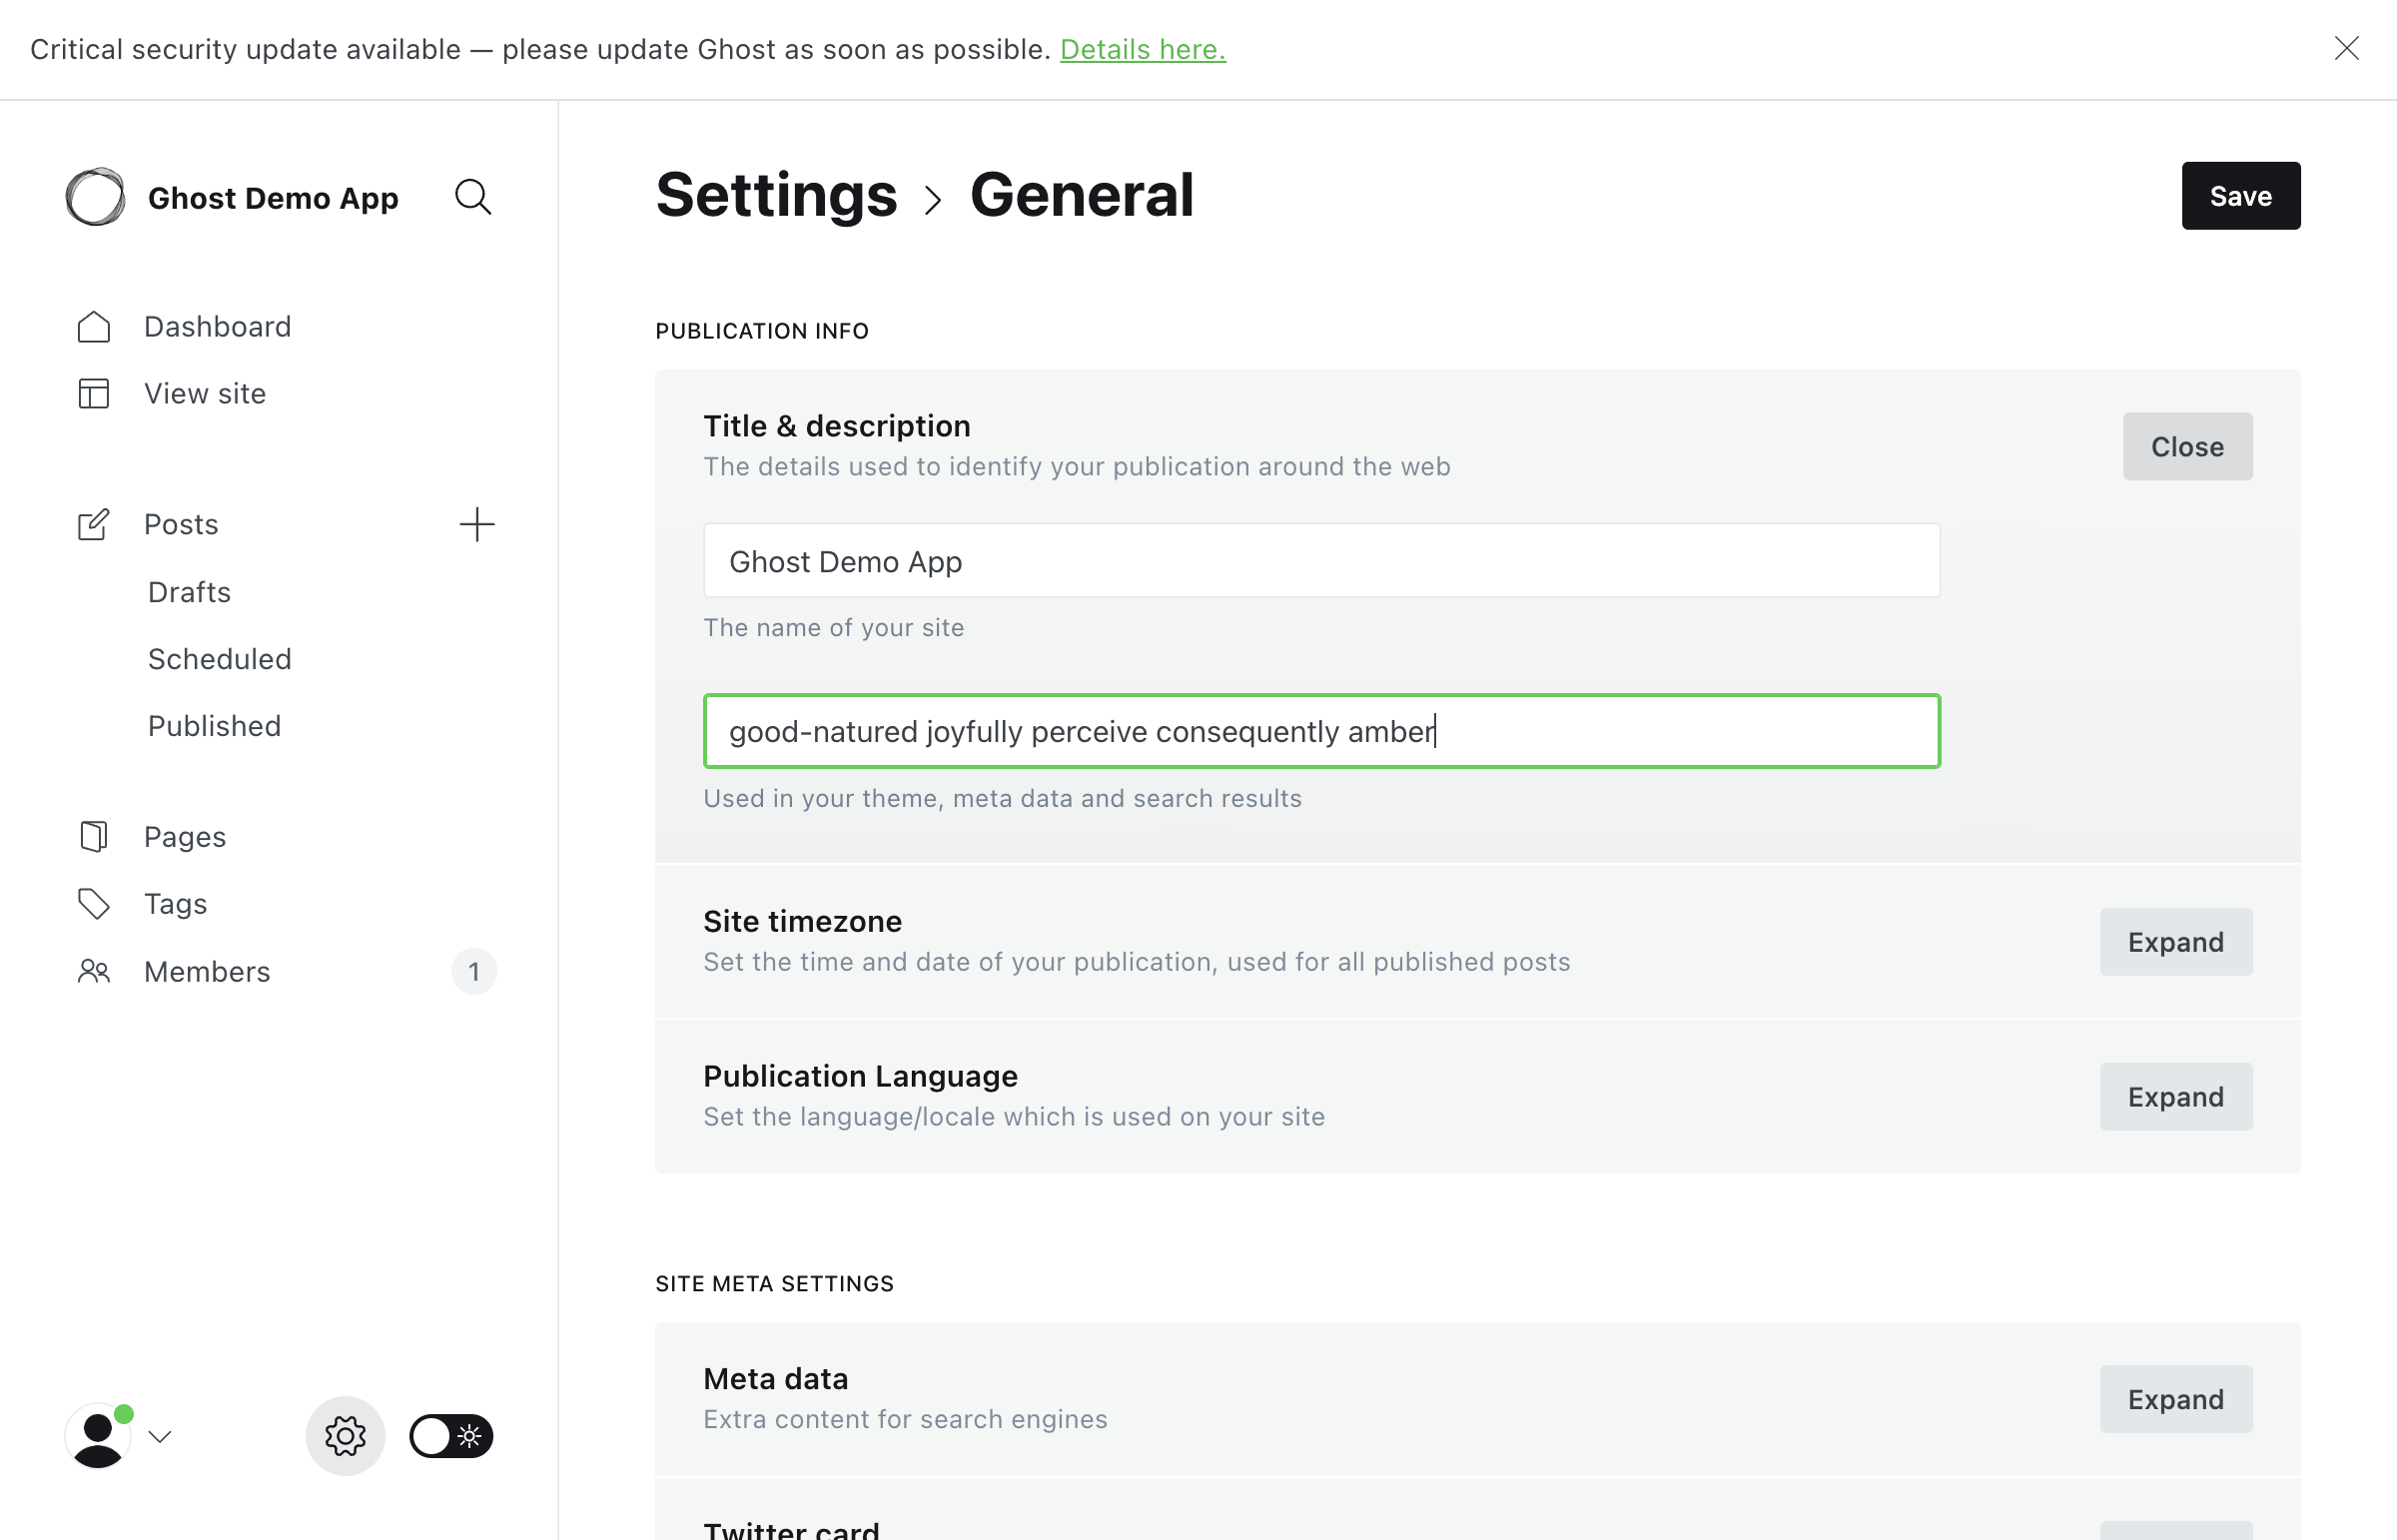 Critical security update available — please update Ghost as soon as possible. Details here.
Ghost Demo App
Dashboard
View site
Posts
Drafts
Scheduled
Published
Pages
Tags
Members 1
Settings > General
Save
PUBLICATION INFO
Title & description
The details used to identify your publication around the web
Close
Ghost Demo App
The name of your site
good-natured joyfully perceive consequently amber
Used in your theme, meta data and search results
Site timezone
Set the time and date of your publication, used for all published posts
Expand
Publication Language
Set the language/locale which is used on your site
Expand
SITE META SETTINGS
Meta data
Extra content for search engines
Expand
Twitter card